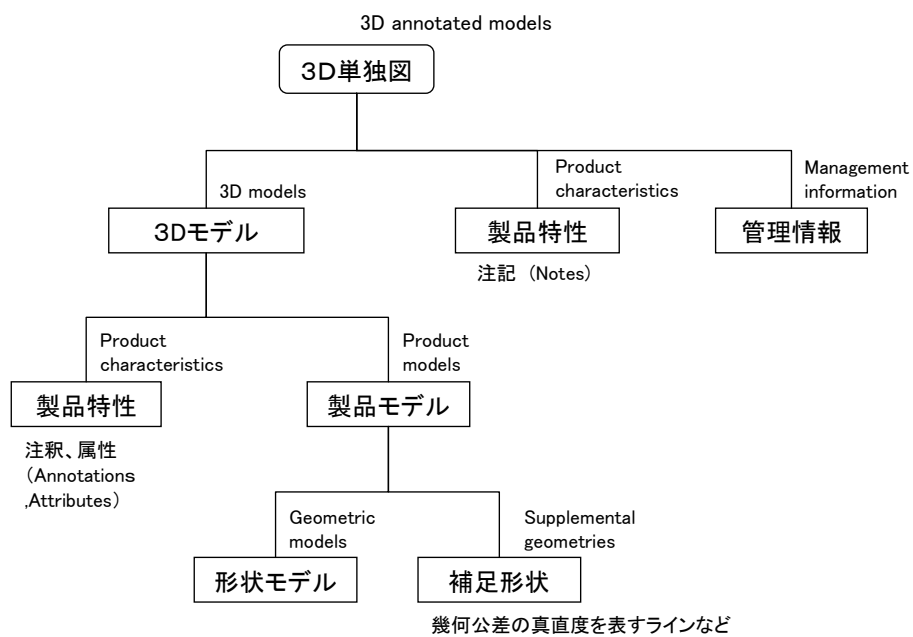 3D annotated models
3D単独図
3D models
Product
characteristics
Management
information
3Dモデル
製品特性
管理情報
注記 (Notes)
Product
characteristics
Product
models
製品特性
製品モデル
注釈、属性
(Annotations
,Attributes)
Geometric
models
Supplemental
geometries
形状モデル
補足形状
幾何公差の真直度を表すラインなど